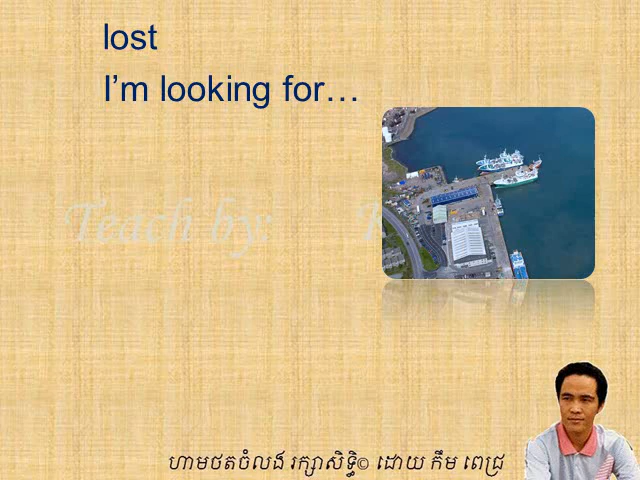 lost
I’m looking for…
Teach by:
ហាមថតចំលង រក្សាសិទ្ធិ© ដោយ កឹម ពេជ្រ